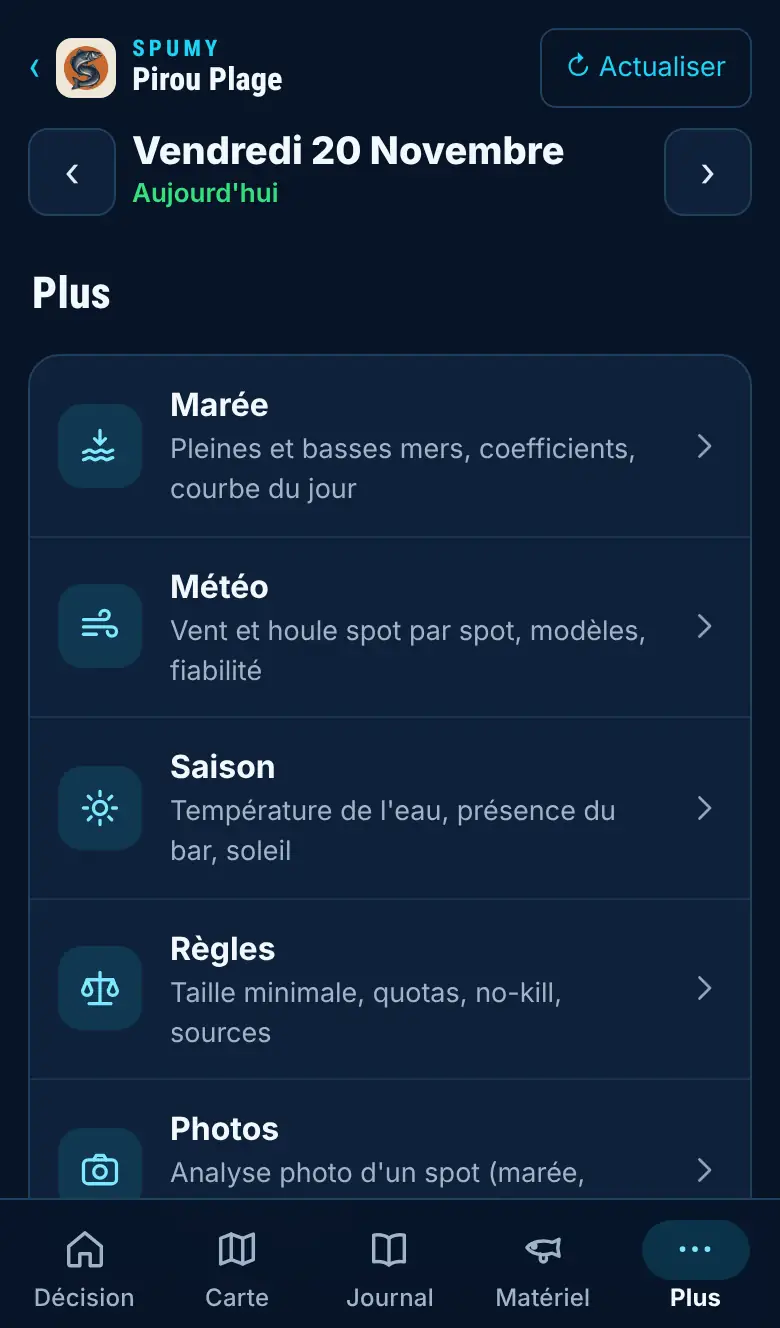 SPUMY
Pirou Plage
Actualiser
Vendredi 20 Novembre
Aujourd'hui
Plus
Marée
Pleines et basses mers, coefficients,
courbe du jour
Météo
Vent et houle spot par spot, modèles,
fiabilité
Saison
Température de l'eau, présence du
bar, soleil
Règles
Taille minimale, quotas, no-kill,
sources
Photos
Analyse photo d'un spot (marée,
Décision
Carte
Journal
Matériel
Plus